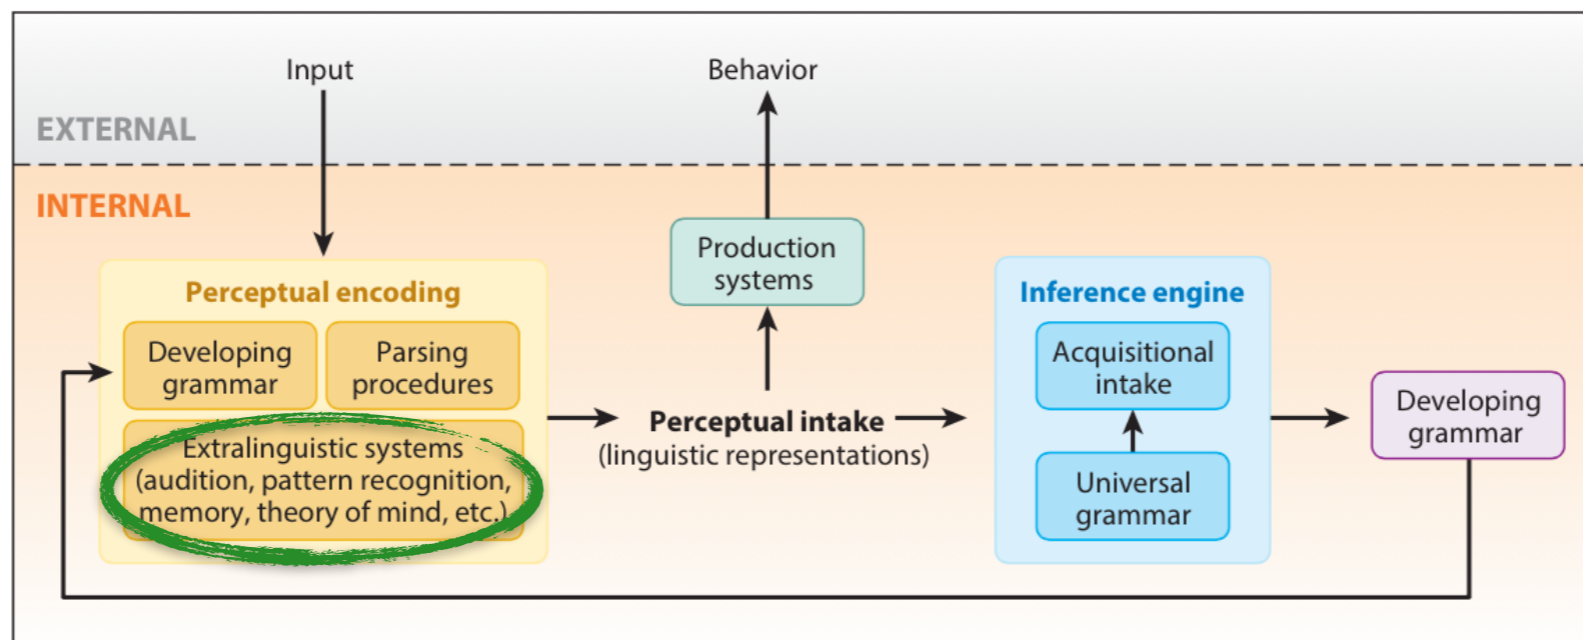 Input
Behavior
EXTERNAL
INTERNAL
Production
systems
Perceptual encoding
Developing
grammar
Parsing
procedures
Extralinguistic systems
(audition, pattern recognition,
memory, theory of mind, etc.)
Perceptual intake
(linguistic representations)
Inference engine
Acquisitional
intake
Universal
grammar
Developing
grammar